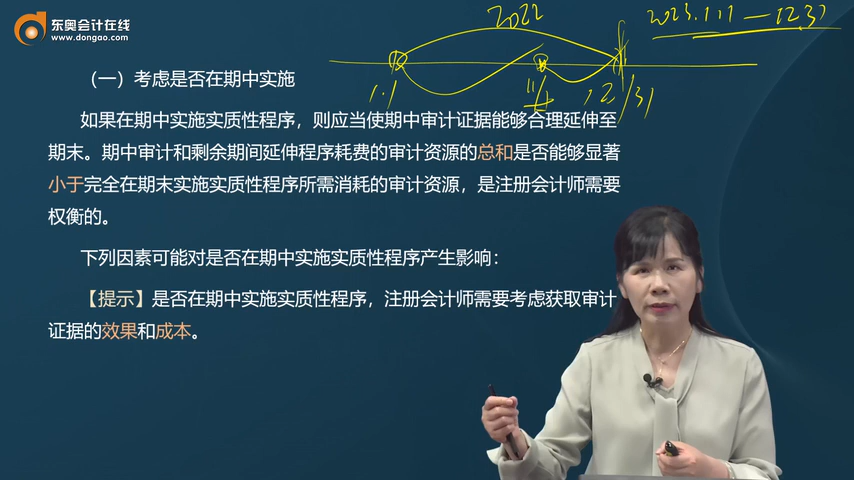 东奥会计在线
www.dongao.com
2022
2023.1.1—12.31
1.1
12/31
（一）考虑是否在期中实施
如果在期中实施实质性程序，则应当使期中审计证据能够合理延伸至
期末。期中审计和剩余期间延伸程序耗费的审计资源的总和是否能够显著
小于完全在期末实施实质性程序所需消耗的审计资源，是注册会计师需要
权衡的。
下列因素可能对是否在期中实施实质性程序产生影响：
【提示】是否在期中实施实质性程序，注册会计师需要考虑获取审计
证据的效果和成本。